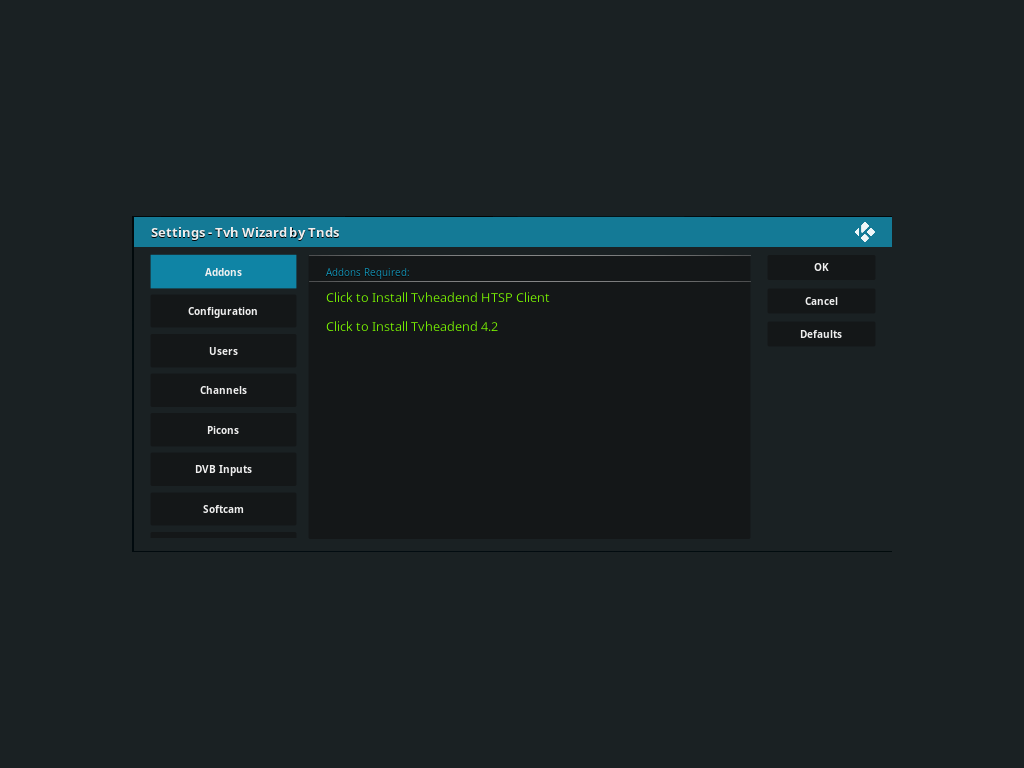 Settings - Tvh Wizard by Tnds
Addons
Configuration
Users
Channels
Picons
DVB Inputs
Softcam
Addons Required:
Click to Install Tvheadend HTSP Client
Click to Install Tvheadend 4.2
OK
Cancel
Defaults